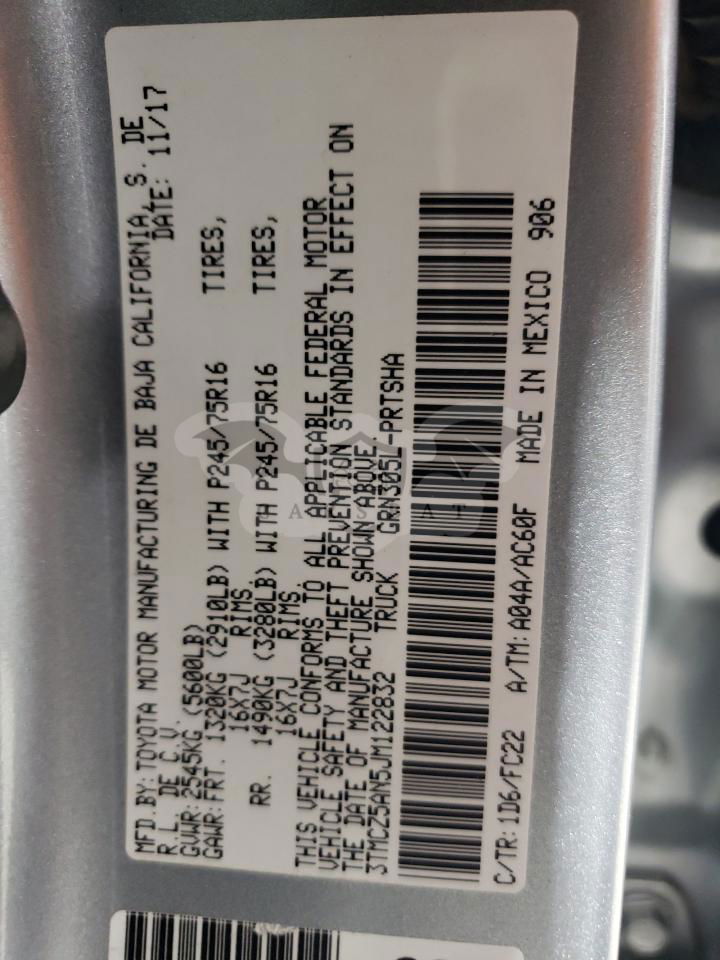 MFD.BY:TOYOTA MOTOR MANUFACTURING DE BAJA CALIFORNIA, S. DE
R.L. DE C.V. DATE: 11/17
GVWR:2545KG (5600LB)
GAWR:FRT. 1320KG (2910LB) WITH P245/75R16 TIRES,
16X7J RIMS,
RR. 1490KG (3280LB) WITH P245/75R16 TIRES,
16X7J RIMS
THIS VEHICLE CONFORMS TO ALL APPLICABLE FEDERAL MOTOR
VEHICLE SAFETY AND THEFT PREVENTION STANDARDS IN EFFECT ON
THE DATE OF MANUFACTURE SHOWN ABOVE.
3TMCZ5AN5JM122832 TRUCK GRN305L-PRTSHA
C/TR:1D6/FC22 A/TM:A04A/AC60F MADE IN MEXICO 906